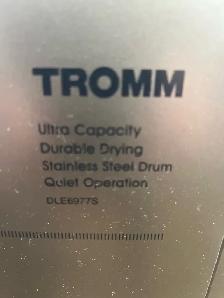 TROMM
Ultra Capacity
Durable Drying
Stainless Steel Drum
Quiet Operation
DLE6977S